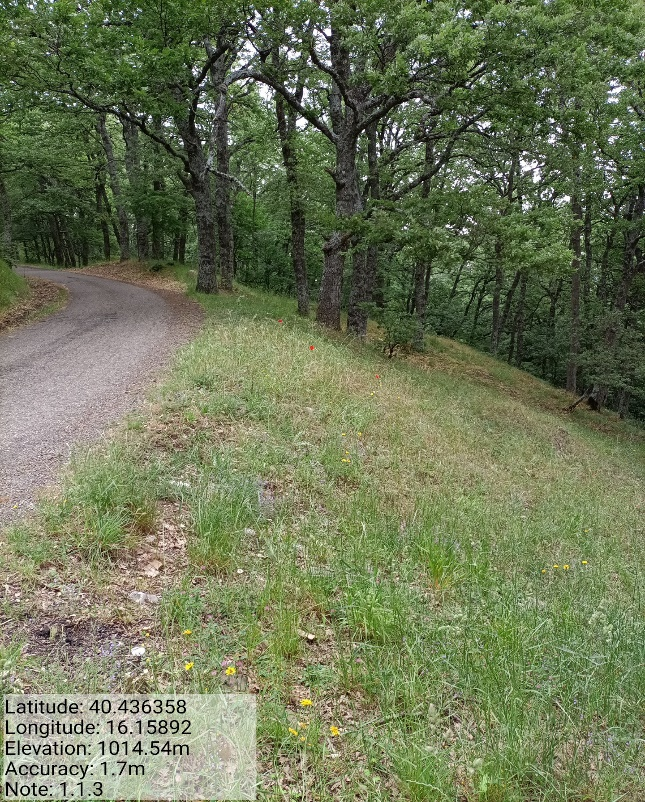 Latitude: 40.436358
Longitude: 16.15892
Elevation: 1014.54m
Accuracy: 1.7m
Note: 1.1.3